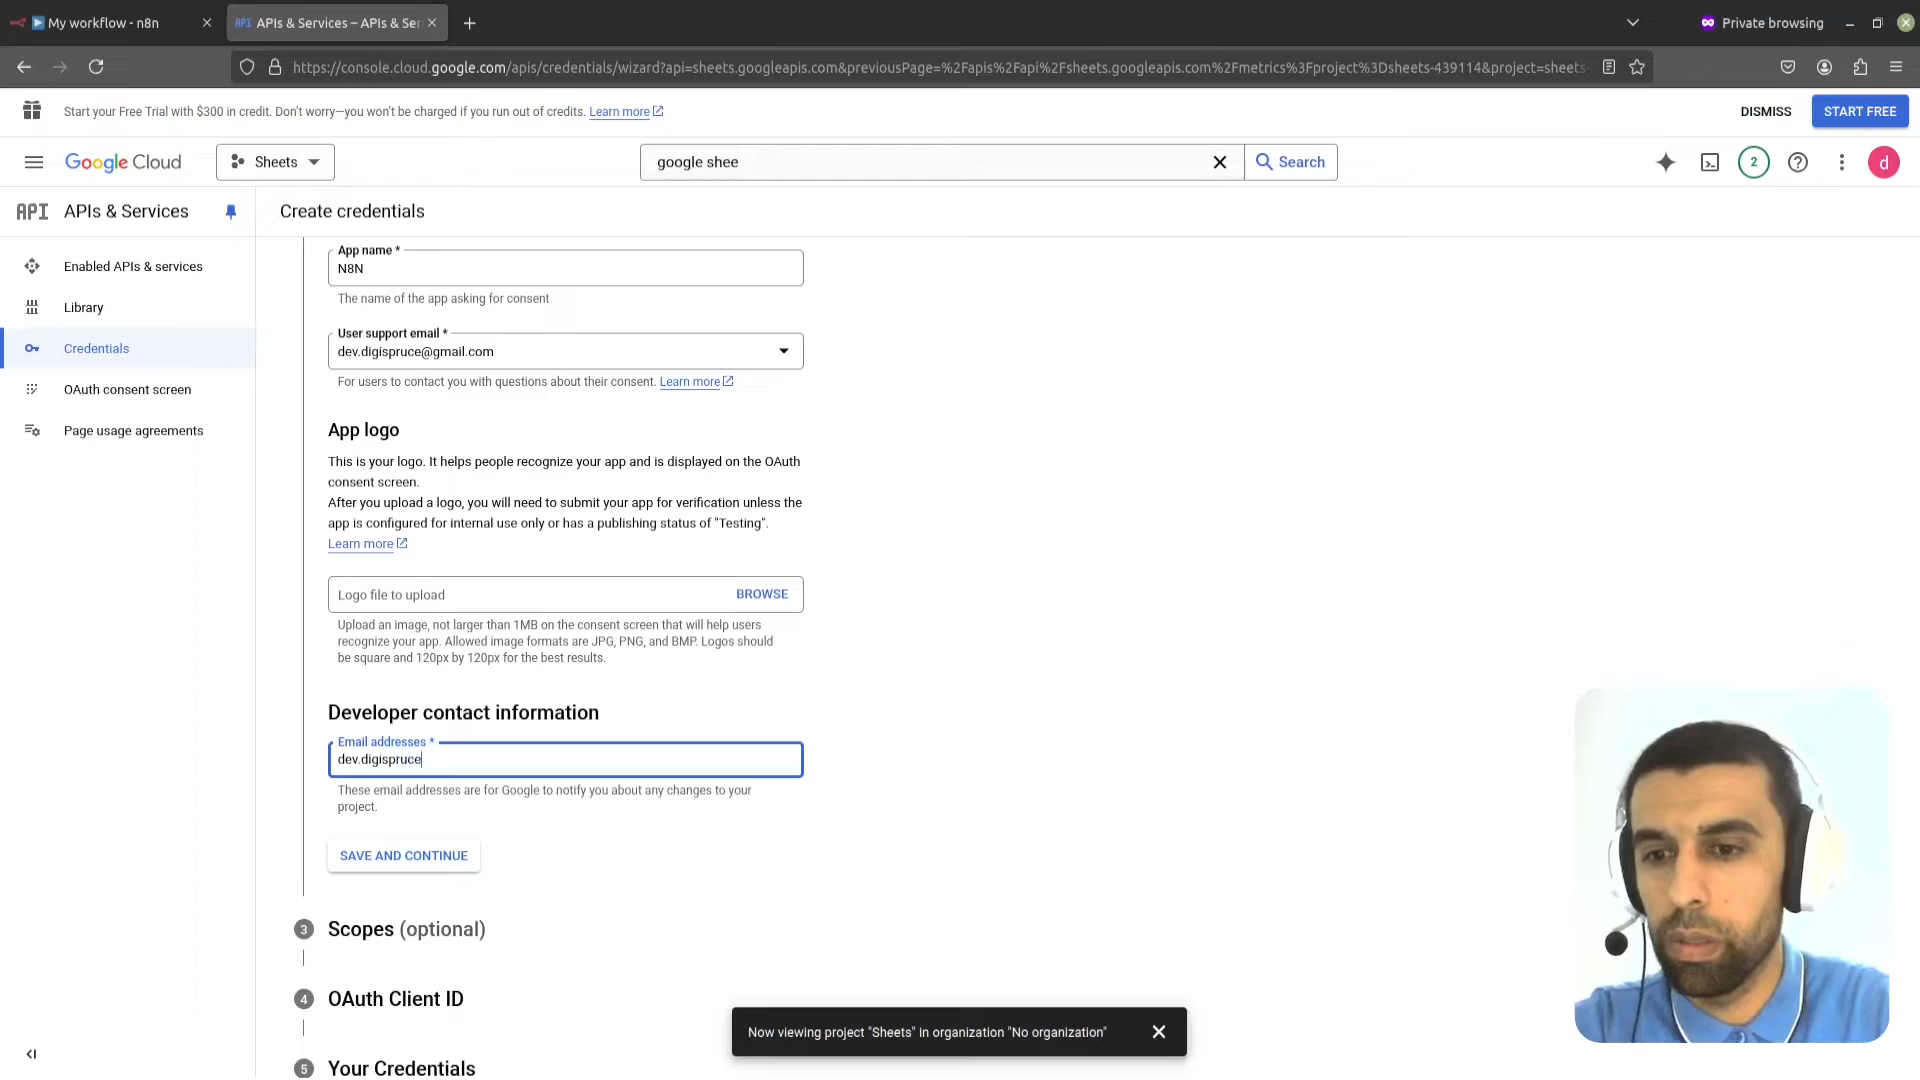 My workflow - n8n
APIs & Services – APIs & Ser
Private browsing
https://console.cloud.google.com/apis/credentials/wizard?api=sheets.googleapis.com&previousPage=%2Fapis%2Fapi%2Fsheets.googleapis.com%2Fmetrics%3Fproject%3Dsheets-439114&project=sheets-
Start your Free Trial with $300 in credit. Don't worry—you won't be charged if you run out of credits. Learn more
DISMISS
START FREE
Google Cloud
Sheets
google shee
Search
2
d
API APIs & Services
Create credentials
Enabled APIs & services
Library
Credentials
OAuth consent screen
Page usage agreements
App name *
N8N
The name of the app asking for consent
User support email *
dev.digispruce@gmail.com
For users to contact you with questions about their consent. Learn more
App logo
This is your logo. It helps people recognize your app and is displayed on the OAuth
consent screen.
After you upload a logo, you will need to submit your app for verification unless the
app is configured for internal use only or has a publishing status of "Testing".
Learn more
Logo file to upload
BROWSE
Upload an image, not larger than 1MB on the consent screen that will help users
recognize your app. Allowed image formats are JPG, PNG, and BMP. Logos should
be square and 120px by 120px for the best results.
Developer contact information
Email addresses *
dev.digispruce
These email addresses are for Google to notify you about any changes to your
project.
SAVE AND CONTINUE
3 Scopes (optional)
4 OAuth Client ID
5 Your Credentials
Now viewing project "Sheets" in organization "No organization"